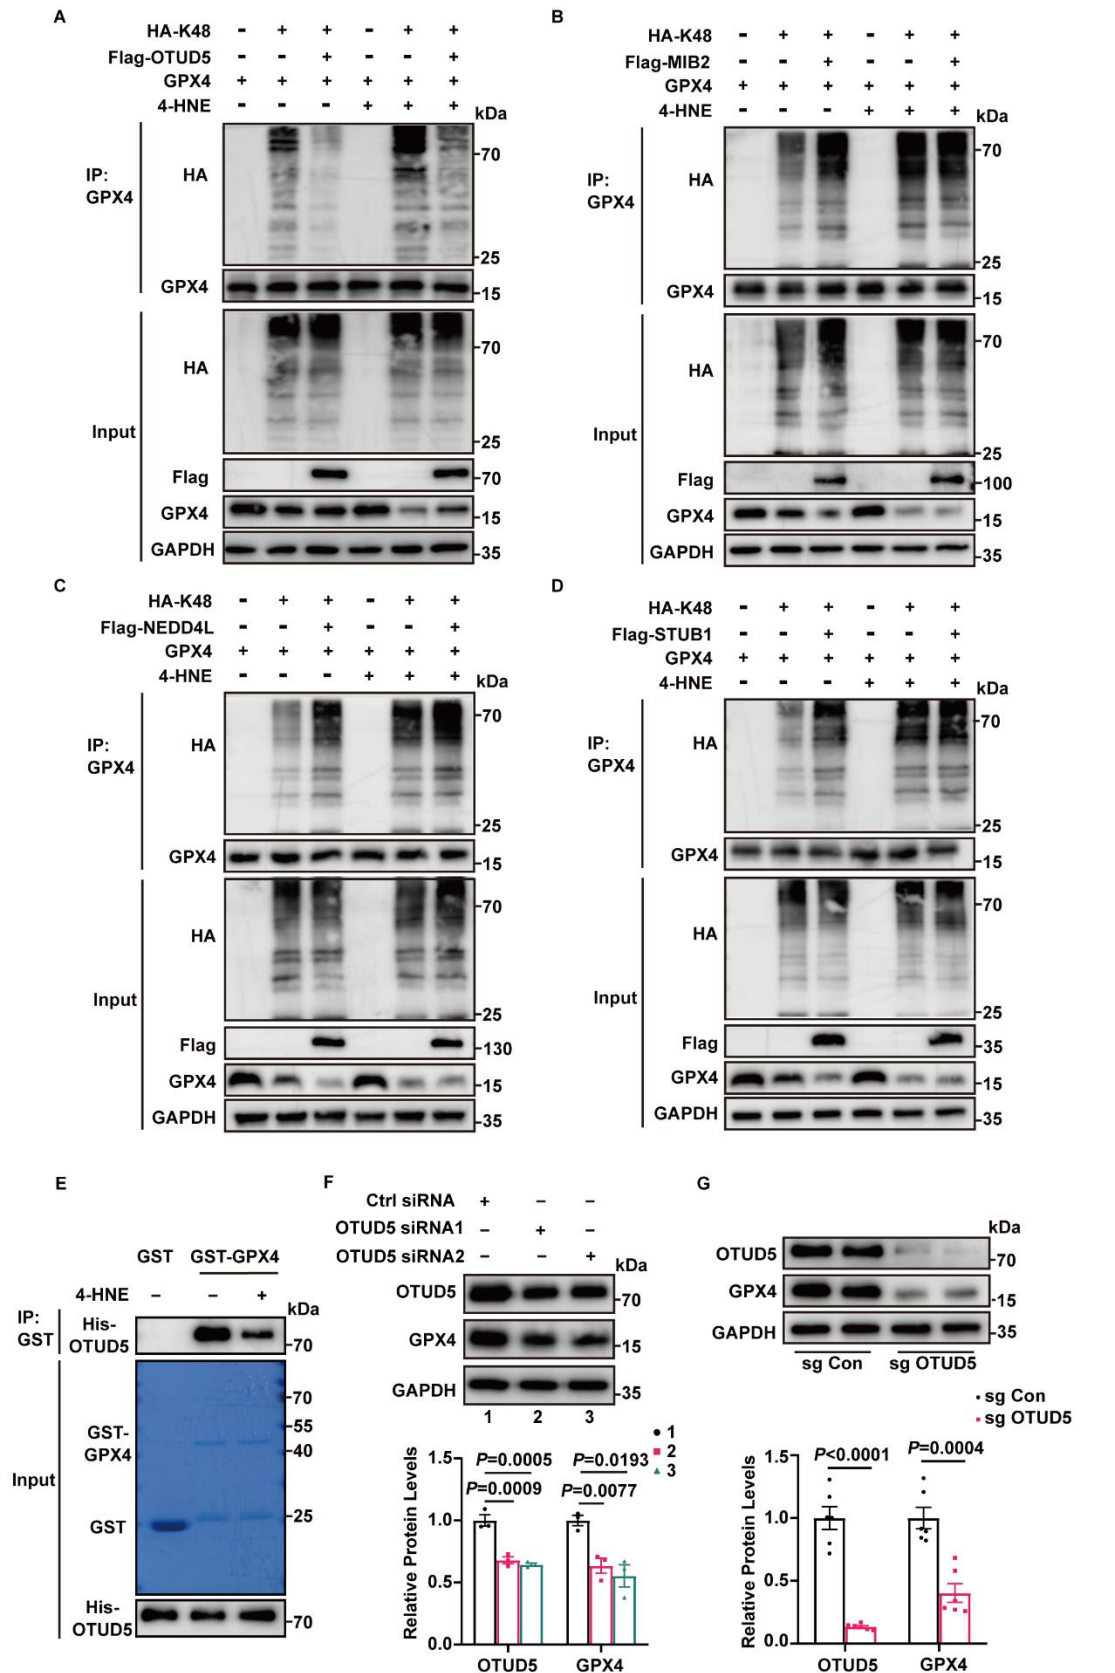 A
HA-K48 - + + - + +
Flag-OTUD5 - - + - - +
GPX4 + + + + + +
4-HNE - - - + + +
kDa
IP:
GPX4
HA
70
25
GPX4
15
Input
HA
70
25
Flag
70
GPX4
15
GAPDH
35
B
HA-K48 - + + - + +
Flag-MIB2 - - + - - +
GPX4 + + + + + +
4-HNE - - - + + +
kDa
IP:
GPX4
HA
70
25
GPX4
15
Input
HA
70
25
Flag
100
GPX4
15
GAPDH
35
C
HA-K48 - + + - + +
Flag-NEDD4L - - + - - +
GPX4 + + + + + +
4-HNE - - - + + +
kDa
IP:
GPX4
HA
70
25
GPX4
15
Input
HA
70
25
Flag
130
GPX4
15
GAPDH
35
D
HA-K48 - + + - + +
Flag-STUB1 - - + - - +
GPX4 + + + + + +
4-HNE - - - + + +
kDa
IP:
GPX4
HA
70
25
GPX4
15
Input
HA
70
25
Flag
35
GPX4
15
GAPDH
35
E
GST GST-GPX4
4-HNE - - +
kDa
IP:
GST
His-
OTUD5
70
Input
GST-
GPX4
GST
70
55
40
25
His-
OTUD5
70
F
Ctrl siRNA + - -
OTUD5 siRNA1 - + -
OTUD5 siRNA2 - - +
kDa
OTUD5
70
GPX4
15
GAPDH
35
1 2 3
1
2
3
P=0.0005 P=0.0193
P=0.0009 P=0.0077
Relative Protein Levels
1.5
1.0
0.5
0.0
OTUD5 GPX4
G
kDa
OTUD5
70
GPX4
15
GAPDH
35
sg Con sg OTUD5
sg Con
sg OTUD5
P<0.0001 P=0.0004
Relative Protein Levels
1.5
1.0
0.5
0.0
OTUD5 GPX4